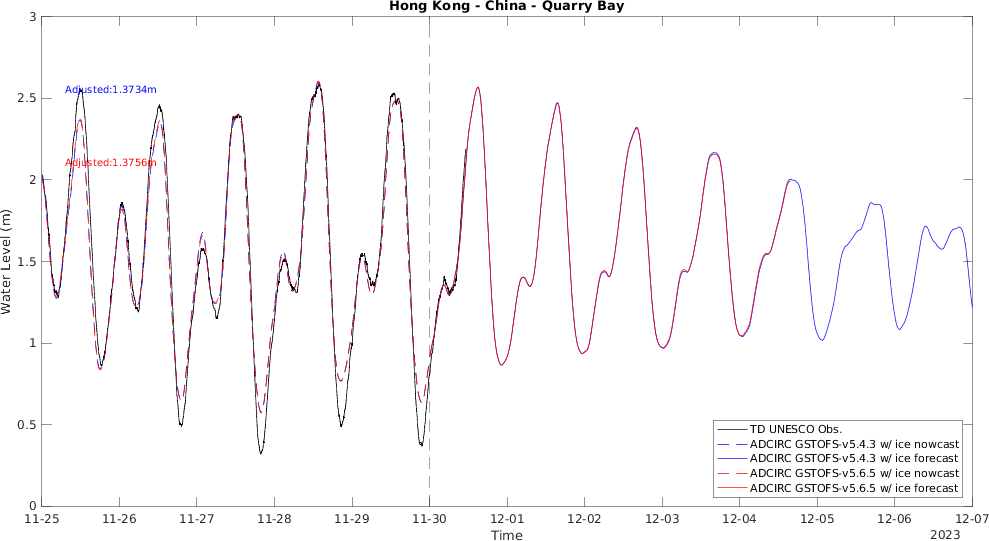 Hong Kong - China - Quarry Bay
3
2.5
2
1.5
1
0.5
0
Water Level (m)
Adjusted:1.3734m
Adjusted:1.3756m
TD UNESCO Obs.
ADCIRC GSTOFS-v5.4.3 w/ ice nowcast
ADCIRC GSTOFS-v5.4.3 w/ ice forecast
ADCIRC GSTOFS-v5.6.5 w/ ice nowcast
ADCIRC GSTOFS-v5.6.5 w/ ice forecast
11-25 11-26 11-27 11-28 11-29 11-30 12-01 12-02 12-03 12-04 12-05 12-06 12-07
Time
2023